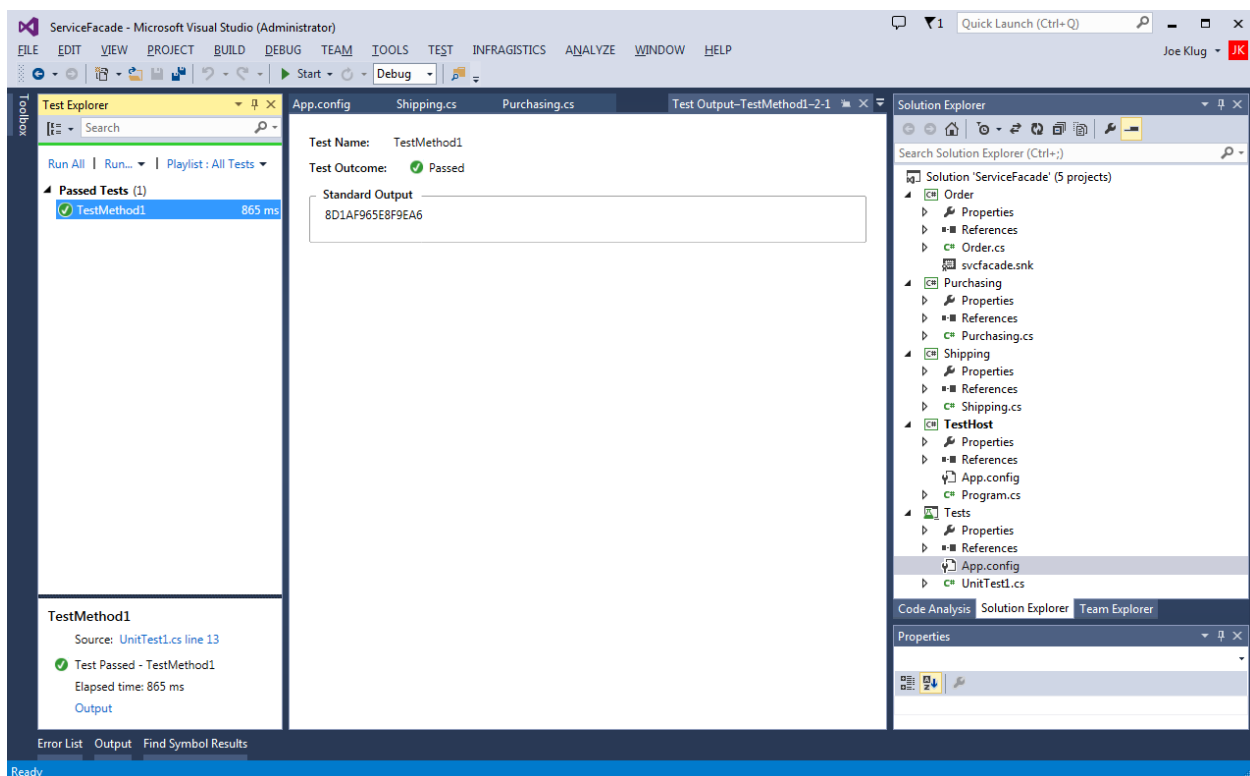 ServiceFacade - Microsoft Visual Studio (Administrator)
1
Quick Launch (Ctrl+Q)
FILE EDIT VIEW PROJECT BUILD DEBUG TEAM TOOLS TEST INFRAGISTICS ANALYZE WINDOW HELP
Joe Klug
JK
Start
Debug
Toolbox
Test Explorer
Search
Run All | Run... | Playlist : All Tests
Passed Tests (1)
TestMethod1 865 ms
TestMethod1
Source: UnitTest1.cs line 13
Test Passed - TestMethod1
Elapsed time: 865 ms
Output
App.config Shipping.cs Purchasing.cs Test Output–TestMethod1–2-1
Test Name: TestMethod1
Test Outcome: Passed
Standard Output
8D1AF965E8F9EA6
Solution Explorer
Search Solution Explorer (Ctrl+;)
Solution 'ServiceFacade' (5 projects)
C# Order
Properties
References
C# Order.cs
svcfacade.snk
C# Purchasing
Properties
References
C# Purchasing.cs
C# Shipping
Properties
References
C# Shipping.cs
C# TestHost
Properties
References
App.config
C# Program.cs
Tests
Properties
References
App.config
C# UnitTest1.cs
Code Analysis Solution Explorer Team Explorer
Properties
Error List Output Find Symbol Results
Ready